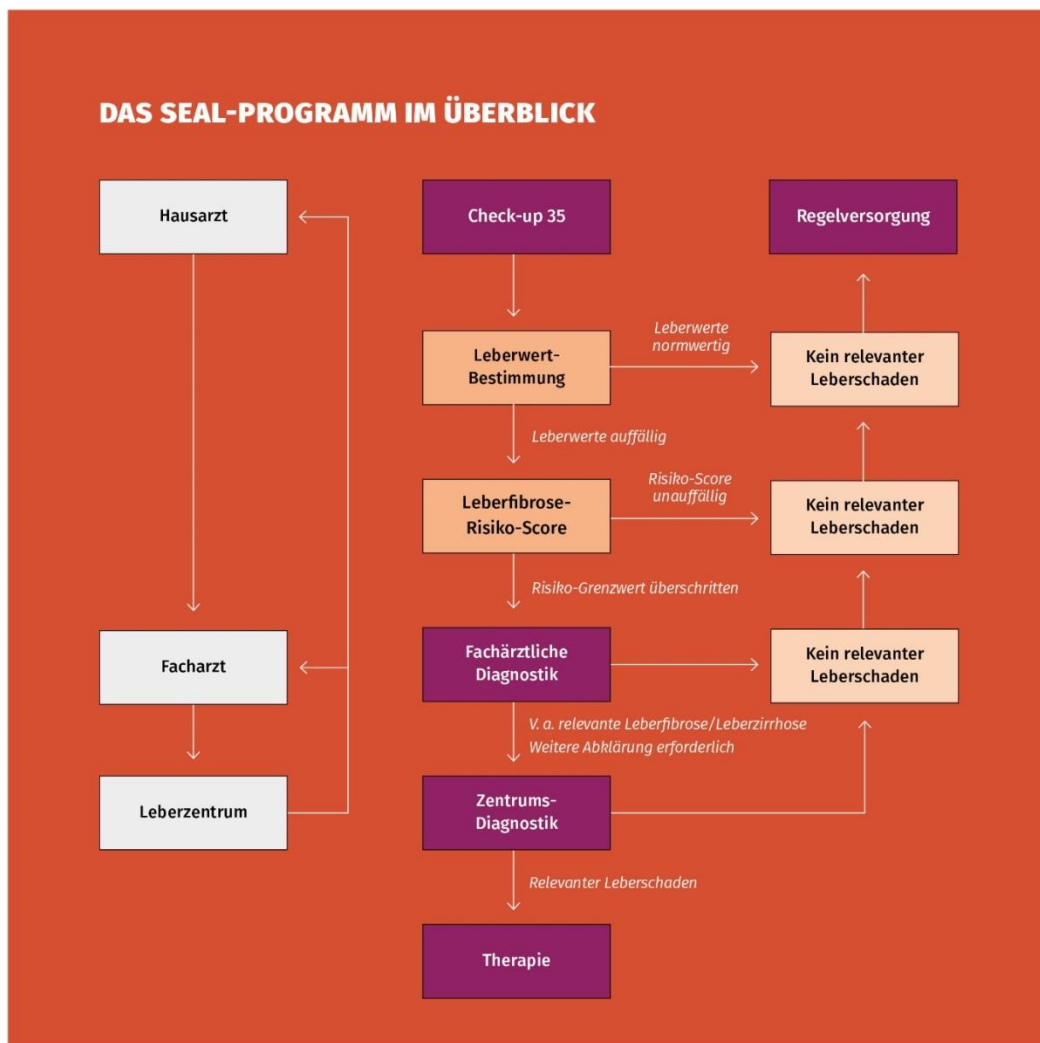 DAS SEAL-PROGRAMM IM ÜBERBLICK
Hausarzt
Check-up 35
Regelversorgung
Leberwert-
Bestimmung
Leberwerte
normwertig
Kein relevanter
Leberschaden
Leberwerte auffällig
Leberfibrose-
Risiko-Score
Risiko-Score
unauffällig
Kein relevanter
Leberschaden
Risiko-Grenzwert überschritten
Facharzt
Fachärztliche
Diagnostik
Kein relevanter
Leberschaden
V. a. relevante Leberfibrose/Leberzirrhose
Weitere Abklärung erforderlich
Leberzentrum
Zentrums-
Diagnostik
Relevanter Leberschaden
Therapie